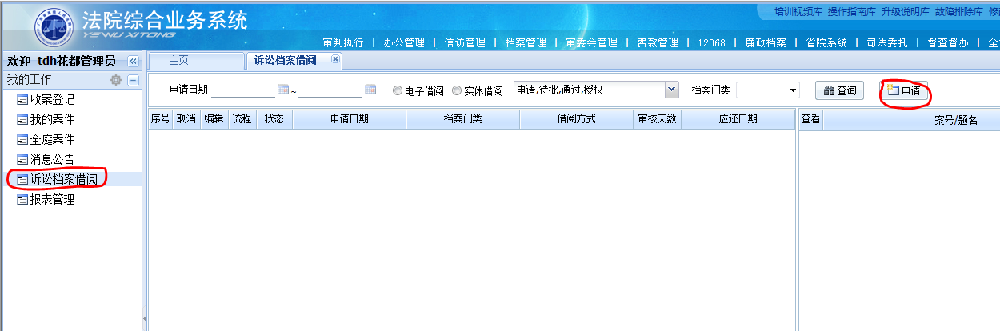 培训视频库 操作指南库 升级说明库 故障排除库 修
法院综合业务系统
YEWU XITONG
审判执行 | 办公管理 | 信访管理 | 档案管理 | 审委会管理 | 费款管理 | 12368 | 廉政档案 | 省院系统 | 司法委托 | 督查督办 | 全
欢迎 tdh花都管理员 «
主页 诉讼档案借阅
我的工作
收案登记
我的案件
全庭案件
消息公告
诉讼档案借阅
报表管理
申请日期 ~ 电子借阅 实体借阅 申请,待批,通过,授权 档案门类 查询 申请
序号 取消 编辑 流程 状态 申请日期 档案门类 借阅方式 审核天数 应还日期 查看 案号/题名